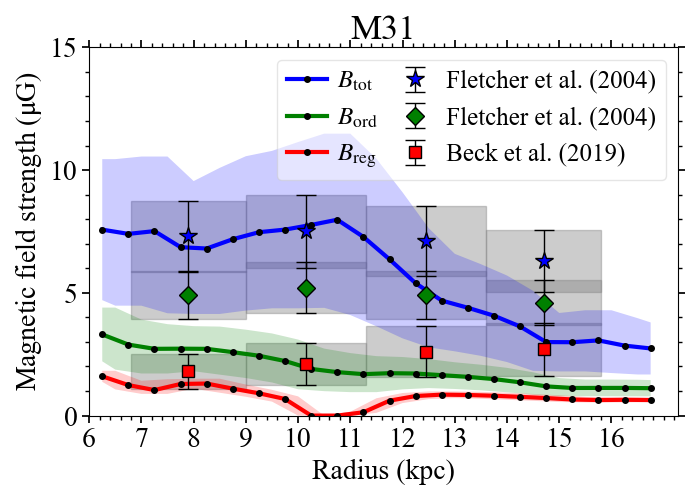 M31
Magnetic field strength (μG)
15
10
5
0
B_tot
B_ord
B_reg
Fletcher et al. (2004)
Fletcher et al. (2004)
Beck et al. (2019)
6 7 8 9 10 11 12 13 14 15 16
Radius (kpc)